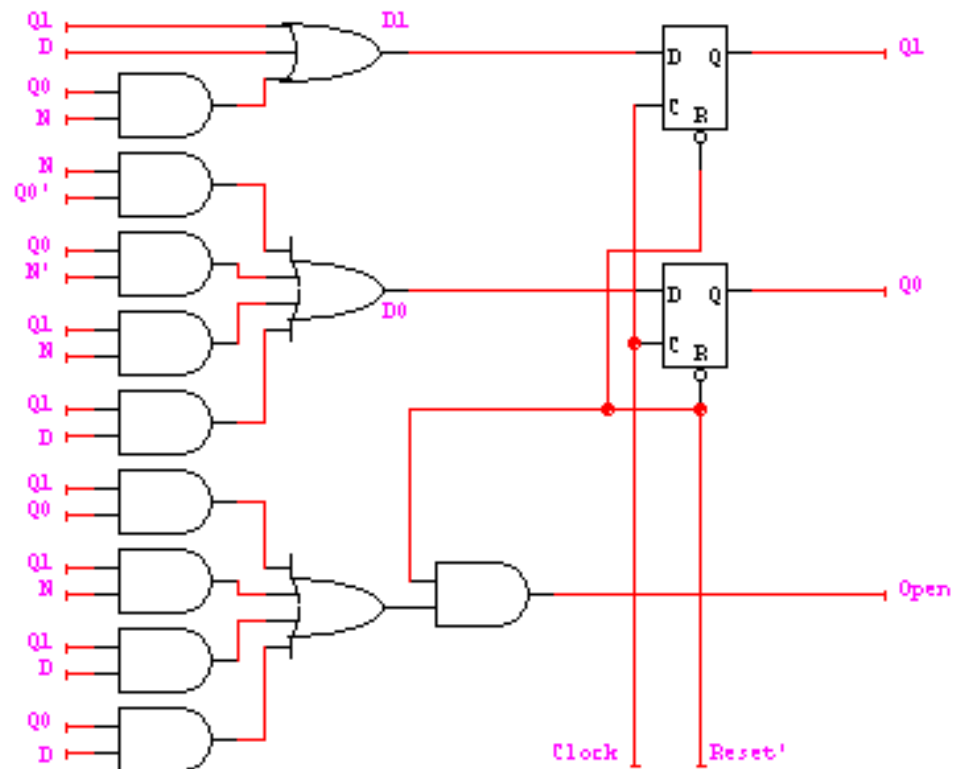 Q1 D1
D Q1
D Q
Q0
C
N R
N
Q0'
Q0 Q0
N' D Q
D0
Q1
C
N R
Q1
D
Q1
Q0
Q1
N Open
Q1
D
Q0
D Clock Reset'